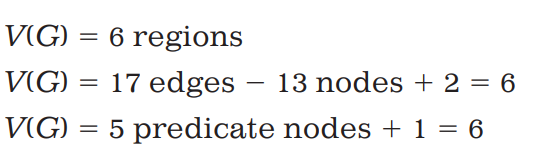 V(G) = 6 regions
V(G) = 17 edges − 13 nodes + 2 = 6
V(G) = 5 predicate nodes + 1 = 6